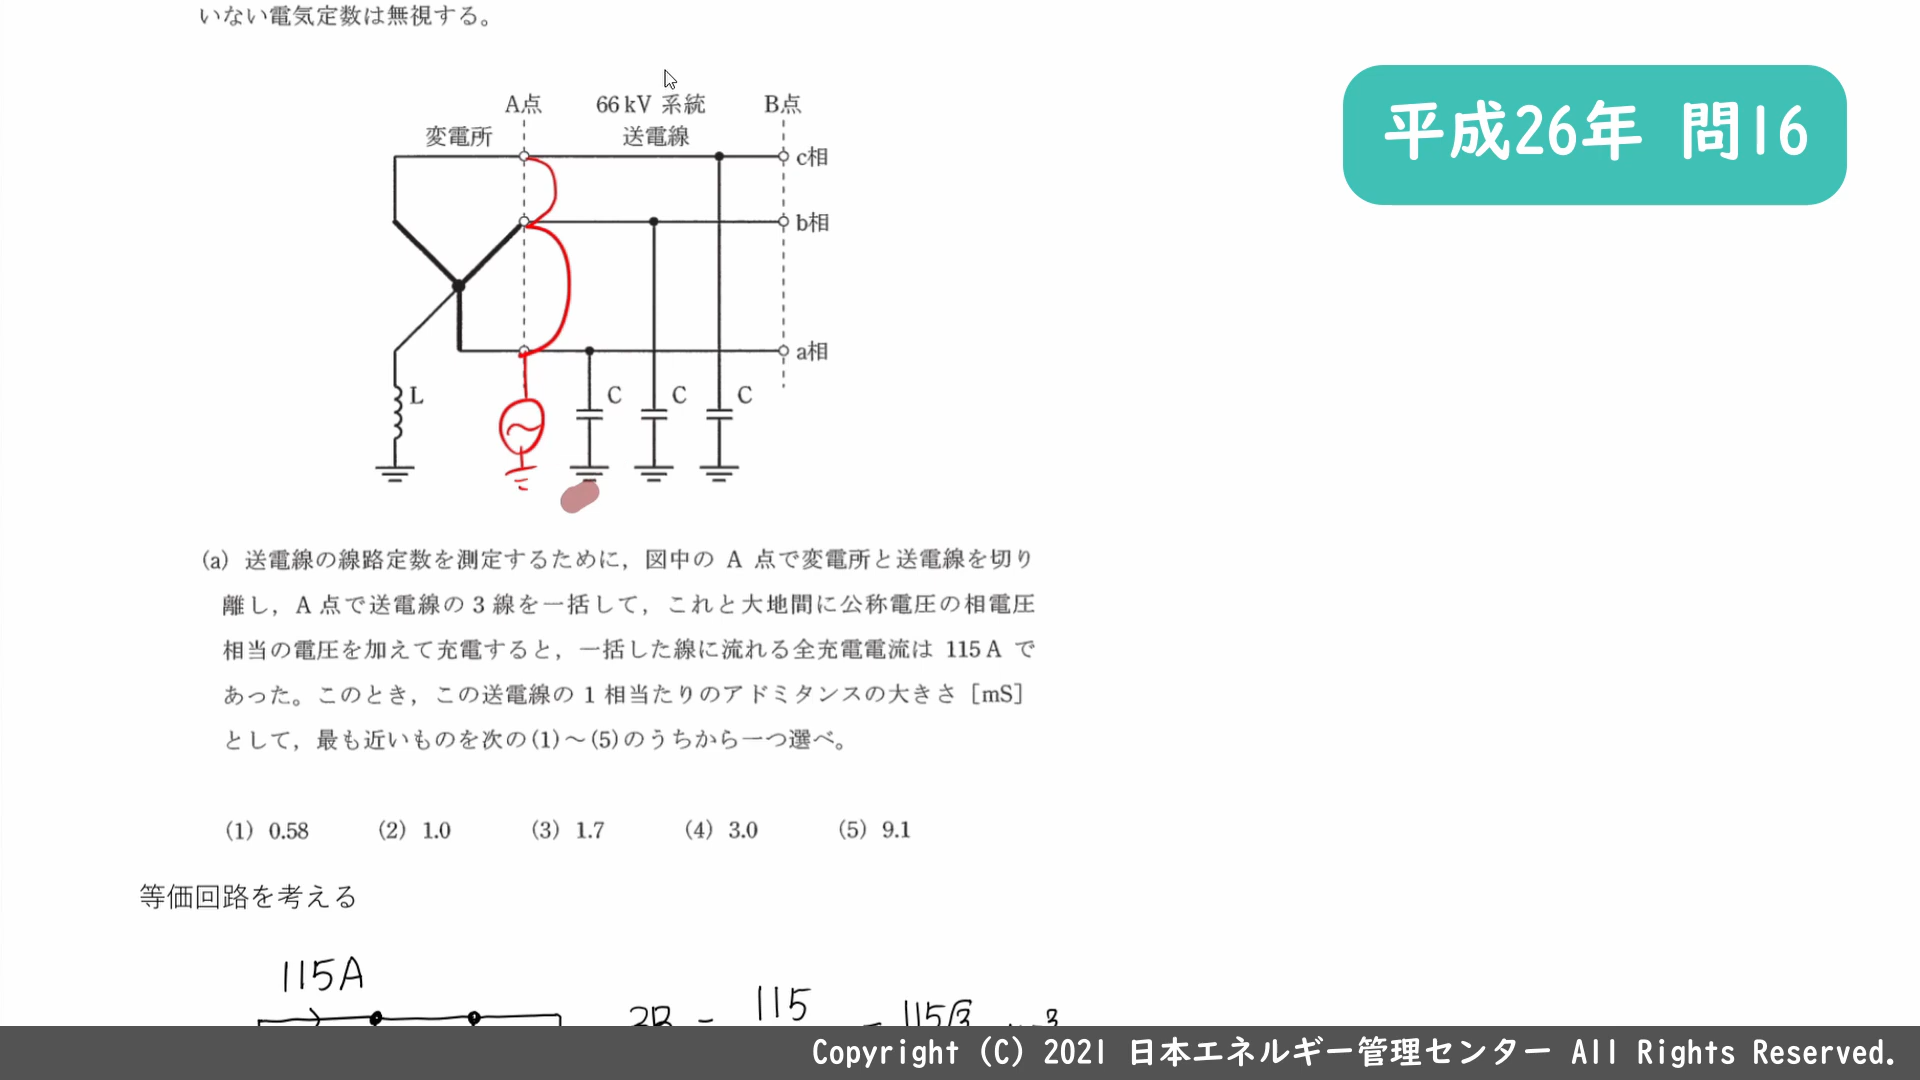 いない電気定数は無視する。
平成26年 問16
A点 66 kV 系統 B点
変電所 送電線
c相
b相
a相
L C C C
(a) 送電線の線路定数を測定するために，図中の A 点で変電所と送電線を切り
離し，A 点で送電線の 3 線を一括して，これと大地間に公称電圧の相電圧
相当の電圧を加えて充電すると，一括した線に流れる全充電電流は 115 A で
あった。このとき，この送電線の 1 相当たりのアドミタンスの大きさ［mS］
として，最も近いものを次の(1)～(5)のうちから一つ選べ。
(1) 0.58 (2) 1.0 (3) 1.7 (4) 3.0 (5) 9.1
等価回路を考える
115A
115
Copyright (C) 2021 日本エネルギー管理センター All Rights Reserved.